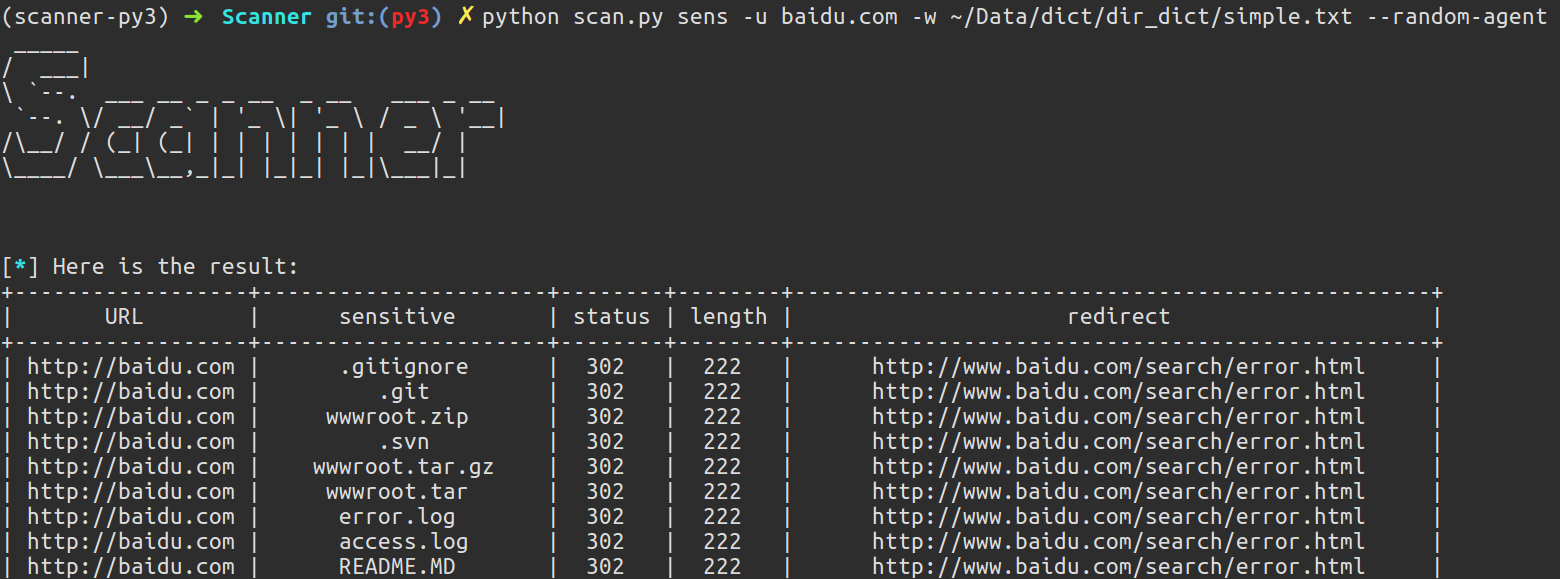 (scanner-py3) ➜ Scanner git:(py3) ✗ python scan.py sens -u baidu.com -w ~/Data/dict/dir_dict/simple.txt --random-agent
Scanner
[*] Here is the result:
+------------------+----------------------+--------+--------+-------------------------------------------------+
| URL | sensitive | status | length | redirect |
+------------------+----------------------+--------+--------+-------------------------------------------------+
| http://baidu.com | .gitignore | 302 | 222 | http://www.baidu.com/search/error.html |
| http://baidu.com | .git | 302 | 222 | http://www.baidu.com/search/error.html |
| http://baidu.com | wwwroot.zip | 302 | 222 | http://www.baidu.com/search/error.html |
| http://baidu.com | .svn | 302 | 222 | http://www.baidu.com/search/error.html |
| http://baidu.com | wwwroot.tar.gz | 302 | 222 | http://www.baidu.com/search/error.html |
| http://baidu.com | wwwroot.tar | 302 | 222 | http://www.baidu.com/search/error.html |
| http://baidu.com | error.log | 302 | 222 | http://www.baidu.com/search/error.html |
| http://baidu.com | access.log | 302 | 222 | http://www.baidu.com/search/error.html |
| http://baidu.com | README.MD | 302 | 222 | http://www.baidu.com/search/error.html |